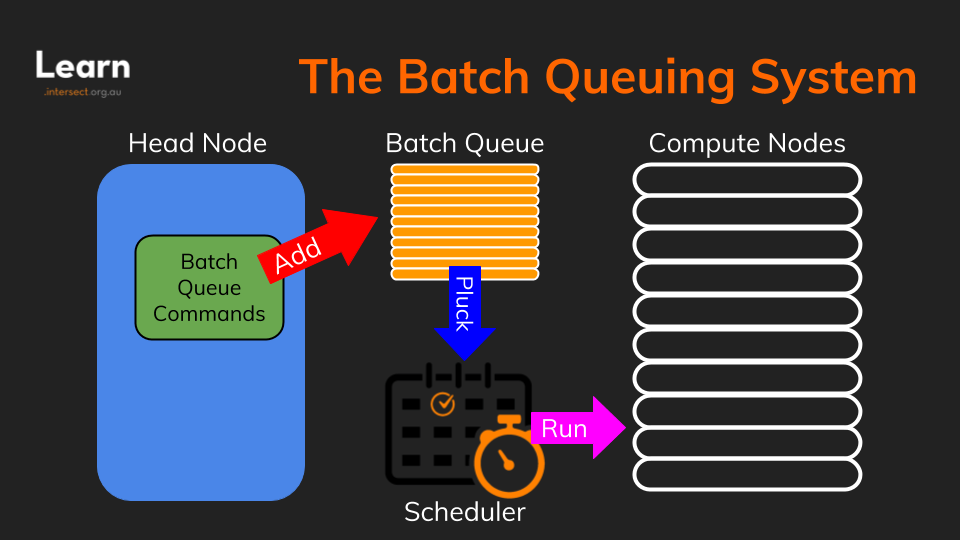 Learn
.intersect.org.au
The Batch Queuing System
Head Node
Batch Queue
Compute Nodes
Batch
Queue
Commands
Add
Pluck
Run
Scheduler